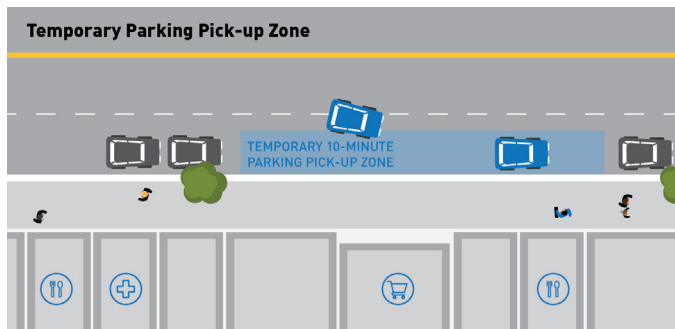 Temporary Parking Pick-up Zone
TEMPORARY 10-MINUTE
PARKING PICK-UP ZONE